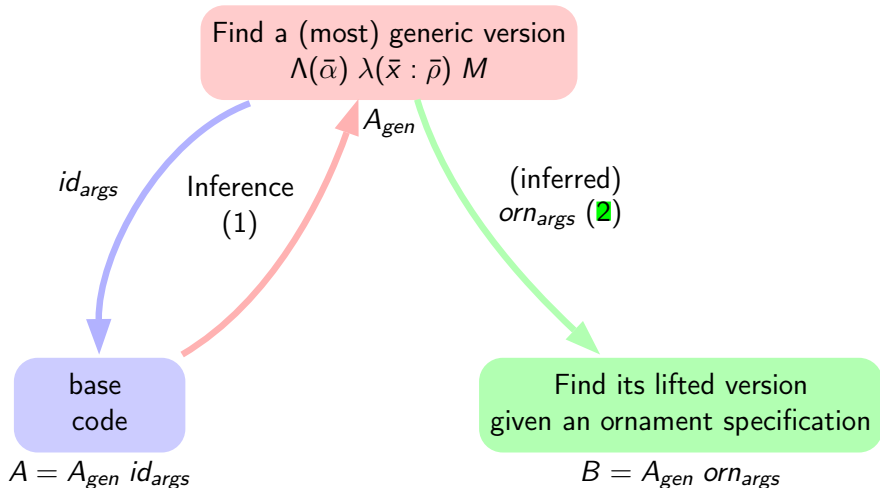 Find a (most) generic version
Λ(ᾱ) λ(x̄ : ρ̄) M
A_gen
id_args
Inference
(1)
(inferred)
orn_args (2)
base
code
Find its lifted version
given an ornament specification
A = A_gen id_args
B = A_gen orn_args